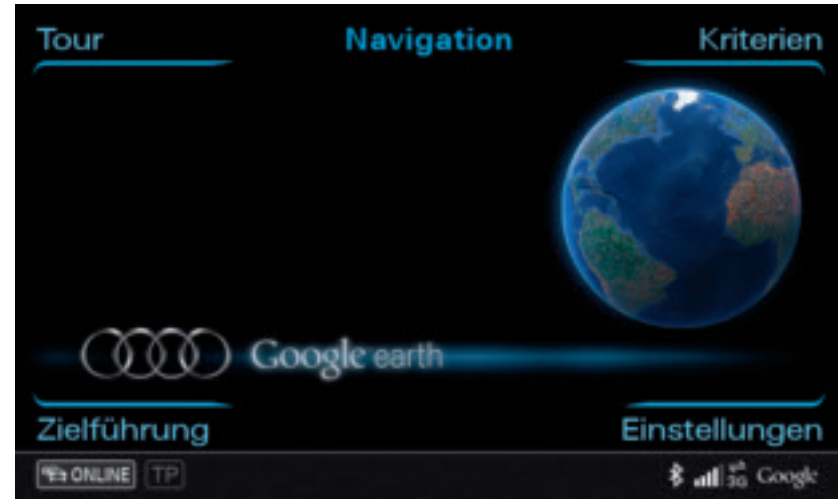 Tour Navigation Kriterien
Google earth
Zielführung Einstellungen
ONLINE TP 3G Google